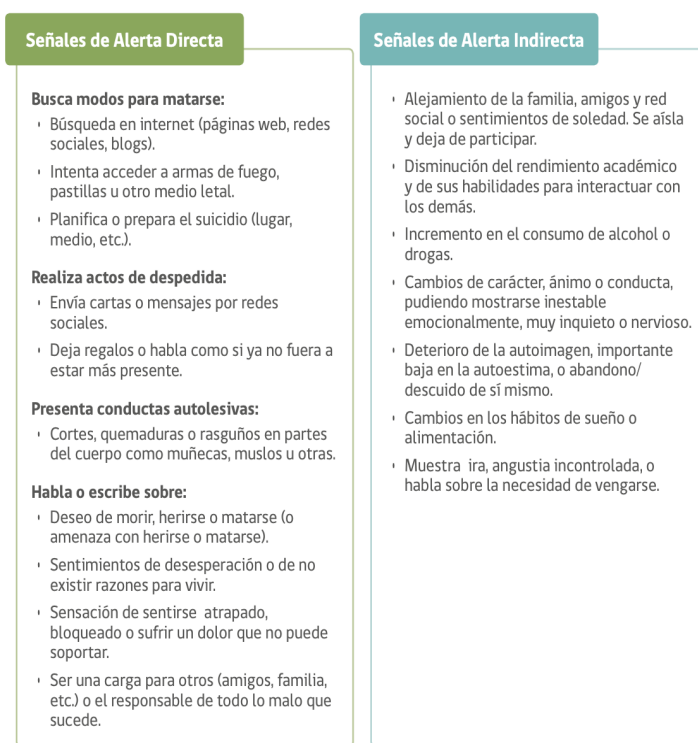 Señales de Alerta Directa
Busca modos para matarse:
Búsqueda en internet (páginas web, redes
sociales, blogs).
Intenta acceder a armas de fuego,
pastillas u otro medio letal.
Planifica o prepara el suicidio (lugar,
medio, etc.).
Realiza actos de despedida:
Envía cartas o mensajes por redes
sociales.
Deja regalos o habla como si ya no fuera a
estar más presente.
Presenta conductas autolesivas:
Cortes, quemaduras o rasguños en partes
del cuerpo como muñecas, muslos u otras.
Habla o escribe sobre:
Deseo de morir, herirse o matarse (o
amenaza con herirse o matarse).
Sentimientos de desesperación o de no
existir razones para vivir.
Sensación de sentirse atrapado,
bloqueado o sufrir un dolor que no puede
soportar.
Ser una carga para otros (amigos, familia,
etc.) o el responsable de todo lo malo que
sucede.
Señales de Alerta Indirecta
Alejamiento de la familia, amigos y red
social o sentimientos de soledad. Se aísla
y deja de participar.
Disminución del rendimiento académico
y de sus habilidades para interactuar con
los demás.
Incremento en el consumo de alcohol o
drogas.
Cambios de carácter, ánimo o conducta,
pudiendo mostrarse inestable
emocionalmente, muy inquieto o nervioso.
Deterioro de la autoimagen, importante
baja en la autoestima, o abandono/
descuido de sí mismo.
Cambios en los hábitos de sueño o
alimentación.
Muestra ira, angustia incontrolada, o
habla sobre la necesidad de vengarse.